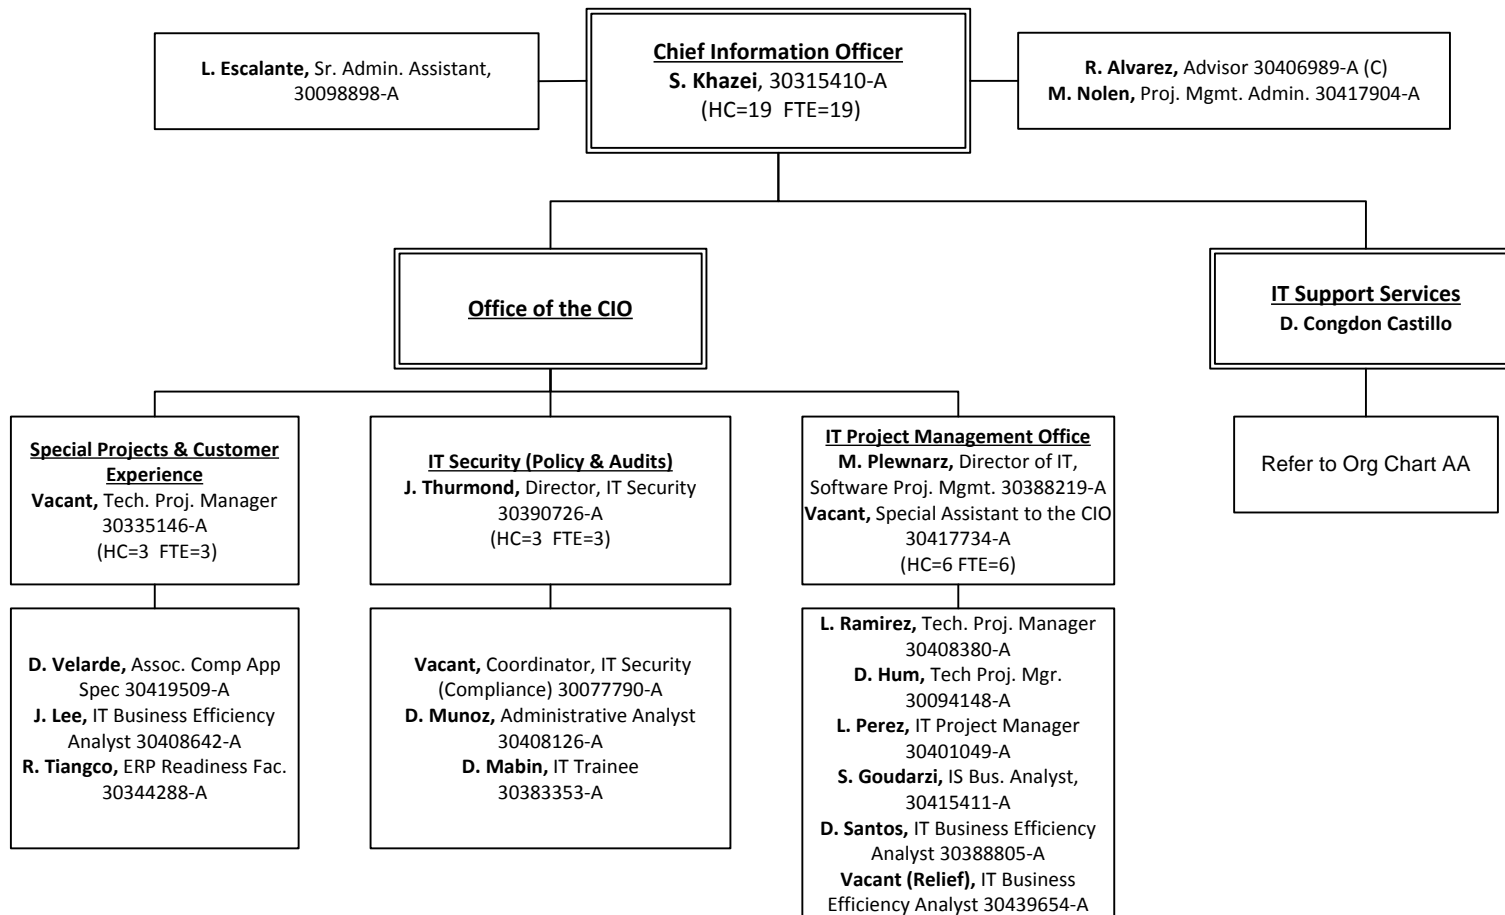 L. Escalante, Sr. Admin. Assistant,
30098898-A
Chief Information Officer
S. Khazei, 30315410-A
(HC=19 FTE=19)
R. Alvarez, Advisor 30406989-A (C)
M. Nolen, Proj. Mgmt. Admin. 30417904-A
Office of the CIO
IT Support Services
D. Congdon Castillo
Special Projects & Customer
Experience
Vacant, Tech. Proj. Manager
30335146-A
(HC=3 FTE=3)
IT Security (Policy & Audits)
J. Thurmond, Director, IT Security
30390726-A
(HC=3 FTE=3)
IT Project Management Office
M. Plewnarz, Director of IT,
Software Proj. Mgmt. 30388219-A
Vacant, Special Assistant to the CIO
30417734-A
(HC=6 FTE=6)
Refer to Org Chart AA
D. Velarde, Assoc. Comp App
Spec 30419509-A
J. Lee, IT Business Efficiency
Analyst 30408642-A
R. Tiangco, ERP Readiness Fac.
30344288-A
Vacant, Coordinator, IT Security
(Compliance) 30077790-A
D. Munoz, Administrative Analyst
30408126-A
D. Mabin, IT Trainee
30383353-A
L. Ramirez, Tech. Proj. Manager
30408380-A
D. Hum, Tech Proj. Mgr.
30094148-A
L. Perez, IT Project Manager
30401049-A
S. Goudarzi, IS Bus. Analyst,
30415411-A
D. Santos, IT Business Efficiency
Analyst 30388805-A
Vacant (Relief), IT Business
Efficiency Analyst 30439654-A